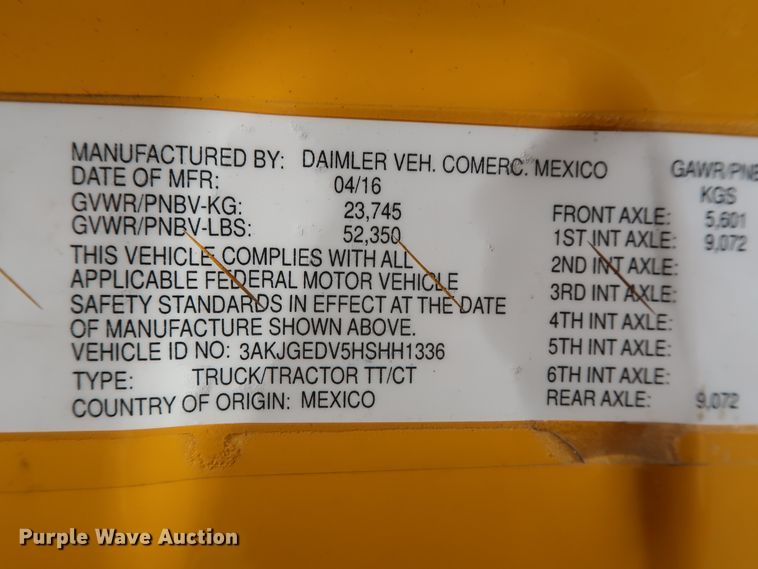 MANUFACTURED BY: DAIMLER VEH. COMERC. MEXICO GAWR/PNB
DATE OF MFR: 04/16 KGS
GVWR/PNBV-KG: 23,745 FRONT AXLE: 5,601
GVWR/PNBV-LBS: 52,350 1ST INT AXLE: 9,072
THIS VEHICLE COMPLIES WITH ALL 2ND INT AXLE:
APPLICABLE FEDERAL MOTOR VEHICLE 3RD INT AXLE:
SAFETY STANDARDS IN EFFECT AT THE DATE 4TH INT AXLE:
OF MANUFACTURE SHOWN ABOVE.
VEHICLE ID NO: 3AKJGEDV5HSHH1336 5TH INT AXLE:
TYPE: TRUCK/TRACTOR TT/CT 6TH INT AXLE:
COUNTRY OF ORIGIN: MEXICO REAR AXLE: 9,072
Purple Wave Auction